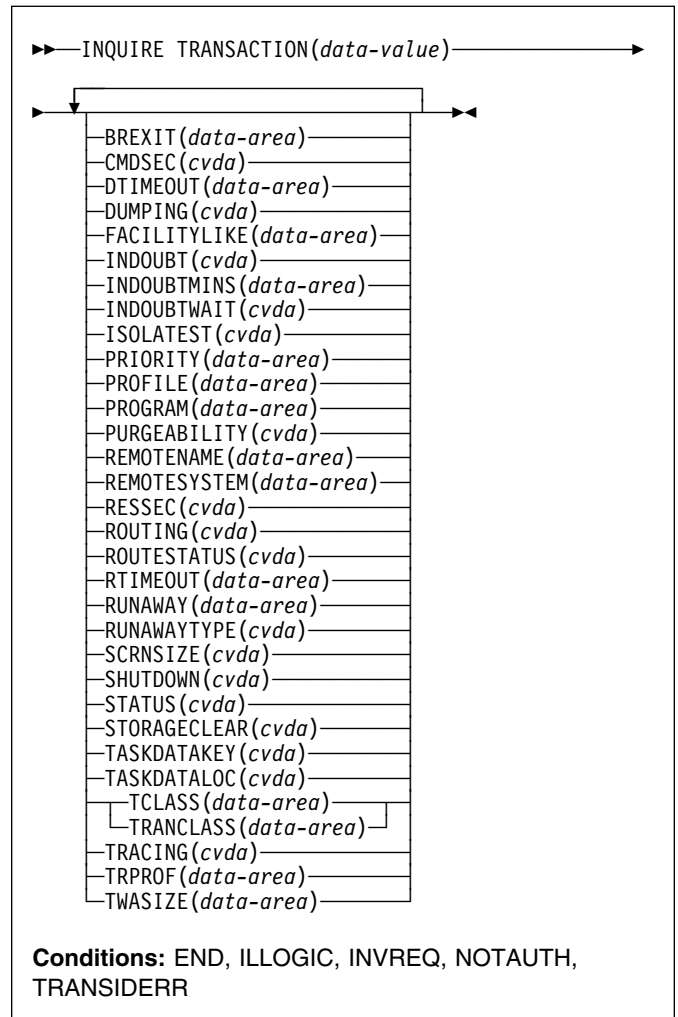 INQUIRE TRANSACTION(data-value)
BREXIT(data-area)
CMDSEC(cvda)
DTIMEOUT(data-area)
DUMPING(cvda)
FACILITYLIKE(data-area)
INDOUBT(cvda)
INDOUBTMINS(data-area)
INDOUBTWAIT(cvda)
ISOLATEST(cvda)
PRIORITY(data-area)
PROFILE(data-area)
PROGRAM(data-area)
PURGEABILITY(cvda)
REMOTENAME(data-area)
REMOTESYSTEM(data-area)
RESSEC(cvda)
ROUTING(cvda)
ROUTESTATUS(cvda)
RTIMEOUT(data-area)
RUNAWAY(data-area)
RUNAWAYTYPE(cvda)
SCRNSIZE(cvda)
SHUTDOWN(cvda)
STATUS(cvda)
STORAGECLEAR(cvda)
TASKDATAKEY(cvda)
TASKDATALOC(cvda)
TCLASS(data-area)
TRANCLASS(data-area)
TRACING(cvda)
TRPROF(data-area)
TWASIZE(data-area)
Conditions: END, ILLOGIC, INVREQ, NOTAUTH,
TRANSIDERR